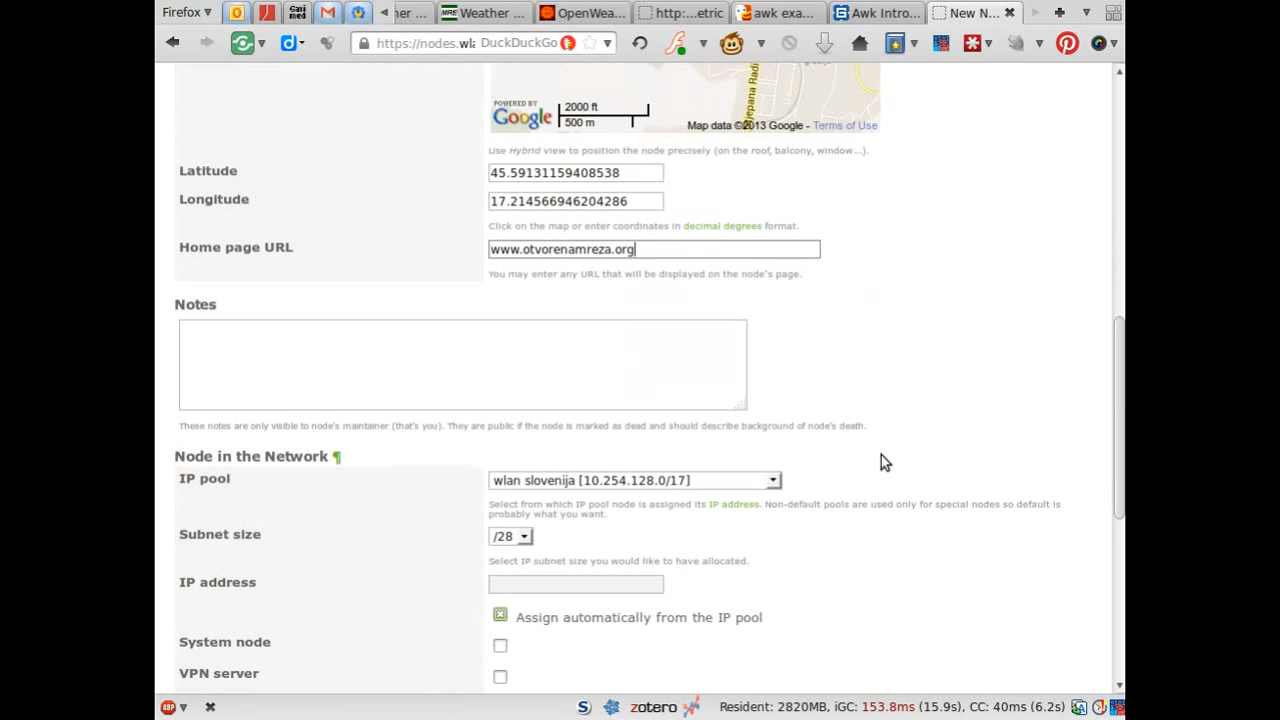 Firefox
her ...
Weather ...
OpenWea...
http:...etric
awk exa...
Awk Intro...
New N...
https://nodes.wla
DuckDuckGo
POWERED BY
Google
2000 ft
500 m
Map data ©2013 Google - Terms of Use
Use Hybrid view to position the node precisely (on the roof, balcony, window...).
Latitude
45.59131159408538
Longitude
17.214566946204286
Click on the map or enter coordinates in decimal degrees format.
Home page URL
www.otvorenamreza.org
You may enter any URL that will be displayed on the node's page.
Notes
These notes are only visible to node's maintainer (that's you). They are public if the node is marked as dead and should describe background of node's death.
Node in the Network ¶
IP pool
wlan slovenija [10.254.128.0/17]
Select from which IP pool node is assigned its IP address. Non-default pools are used only for special nodes so default is
probably what you want.
Subnet size
/28
Select IP subnet size you would like to have allocated.
IP address
Assign automatically from the IP pool
System node
VPN server
ABP
S
zotero
Resident: 2820MB, iGC: 153.8ms (15.9s), CC: 40ms (6.2s)